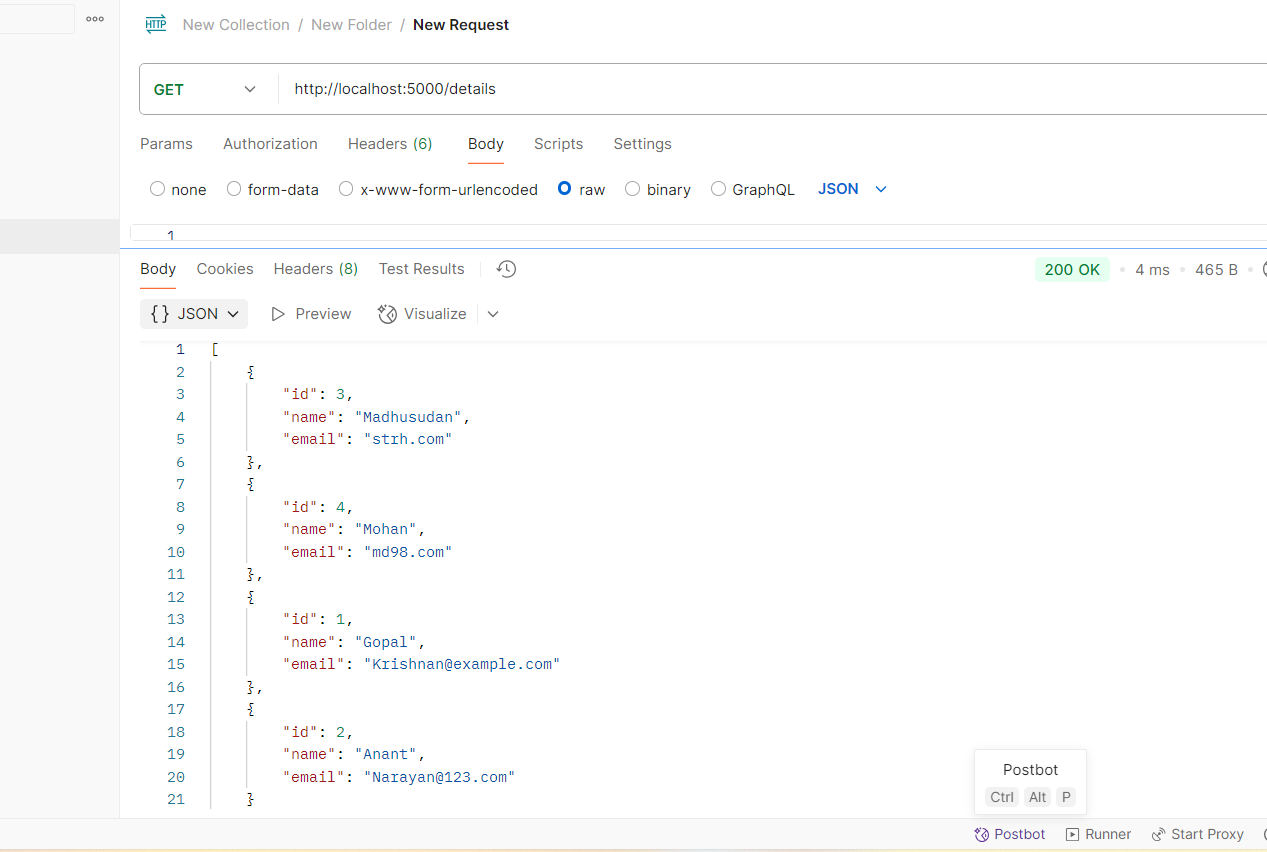 HTTP New Collection / New Folder / New Request
GET http://localhost:5000/details
Params Authorization Headers (6) Body Scripts Settings
none form-data x-www-form-urlencoded raw binary GraphQL JSON
1
Body Cookies Headers (8) Test Results 200 OK • 4 ms • 465 B •
{} JSON Preview Visualize
1 [
2 {
3 "id": 3,
4 "name": "Madhusudan",
5 "email": "strh.com"
6 },
7 {
8 "id": 4,
9 "name": "Mohan",
10 "email": "md98.com"
11 },
12 {
13 "id": 1,
14 "name": "Gopal",
15 "email": "Krishnan@example.com"
16 },
17 {
18 "id": 2,
19 "name": "Anant",
20 "email": "Narayan@123.com"
21 }
Postbot
Ctrl Alt P
Postbot Runner Start Proxy